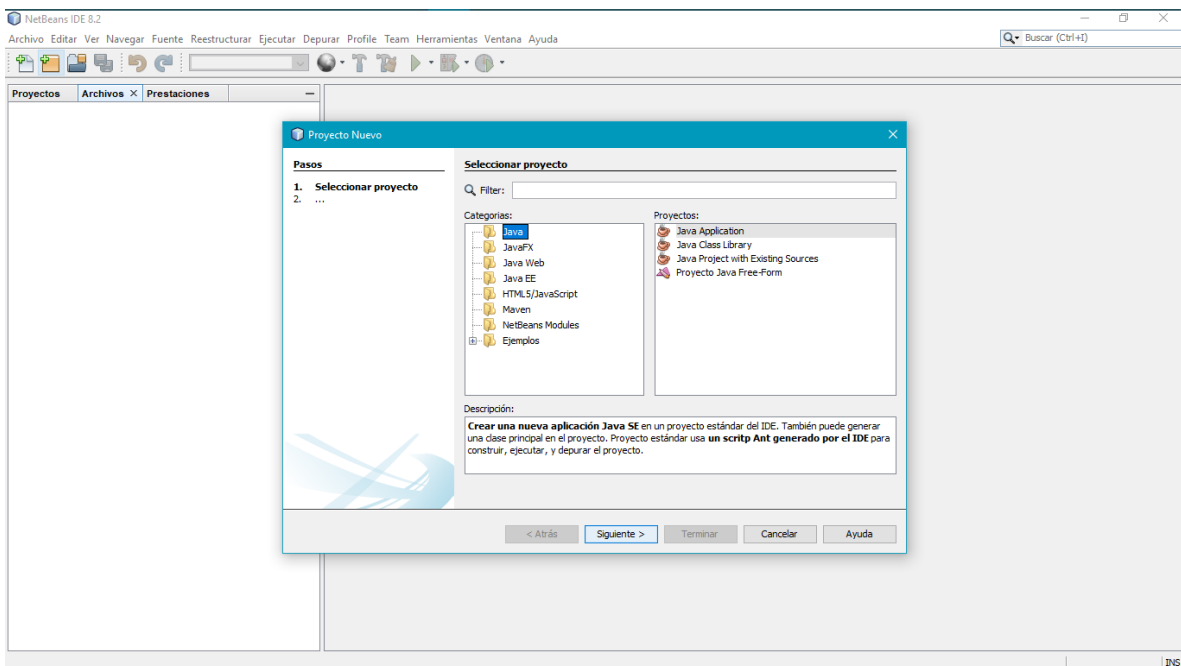 NetBeans IDE 8.2
Archivo Editar Ver Navegar Fuente Reestructurar Ejecutar Depurar Profile Team Herramientas Ventana Ayuda
Buscar (Ctrl+I)
Proyectos Archivos Prestaciones
Proyecto Nuevo
Pasos
1. Seleccionar proyecto
2. ...
Seleccionar proyecto
Filter:
Categorías:
Java
JavaFX
Java Web
Java EE
HTML5/JavaScript
Maven
NetBeans Modules
Ejemplos
Proyectos:
Java Application
Java Class Library
Java Project with Existing Sources
Proyecto Java Free-Form
Descripción:
Crear una nueva aplicación Java SE en un proyecto estándar del IDE. También puede generar
una clase principal en el proyecto. Proyecto estándar usa un scritp Ant generado por el IDE para
construir, ejecutar, y depurar el proyecto.
< Atrás Siguiente > Terminar Cancelar Ayuda
INS